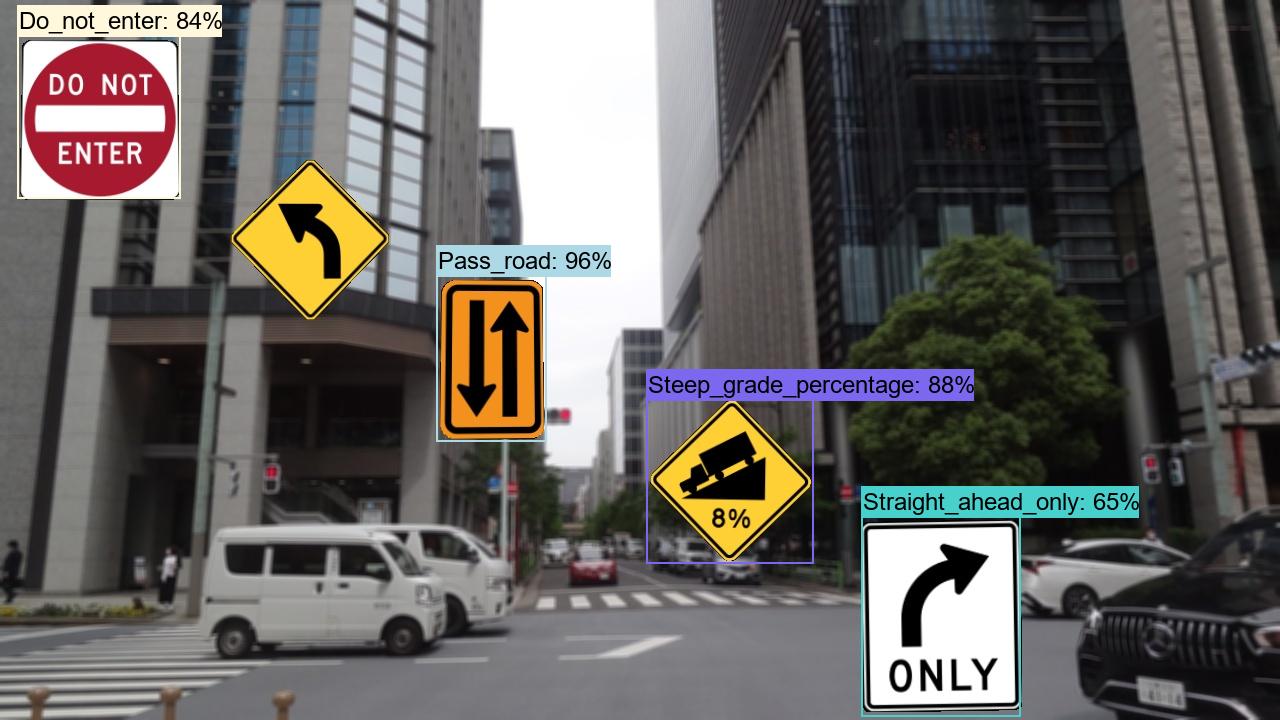 Do_not_enter: 84%
DO NOT
ENTER
Pass_road: 96%
Steep_grade_percentage: 88%
8%
Straight_ahead_only: 65%
ONLY